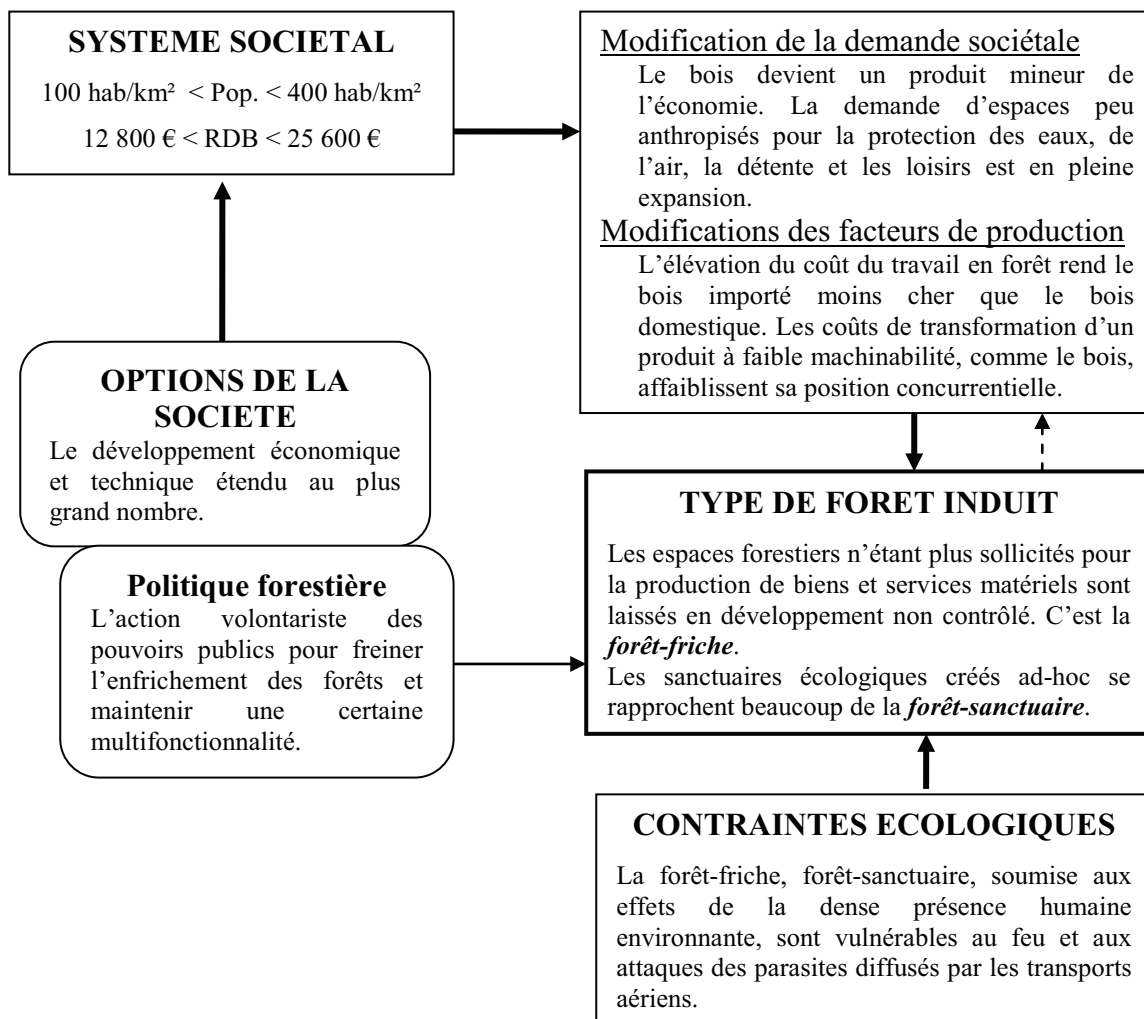 SYSTEME SOCIETAL
100 hab/km² < Pop. < 400 hab/km²
12 800 € < RDB < 25 600 €
Modification de la demande sociétale
Le bois devient un produit mineur de
l’économie. La demande d’espaces peu
anthropisés pour la protection des eaux, de
l’air, la détente et les loisirs est en pleine
expansion.
Modifications des facteurs de production
L’élévation du coût du travail en forêt rend le
bois importé moins cher que le bois
domestique. Les coûts de transformation d’un
produit à faible machinabilité, comme le bois,
affaiblissent sa position concurrentielle.
OPTIONS DE LA
SOCIETE
Le développement économique
et technique étendu au plus
grand nombre.
Politique forestière
L’action volontariste des
pouvoirs publics pour freiner
l’enfrichement des forêts et
maintenir une certaine
multifonctionnalité.
TYPE DE FORET INDUIT
Les espaces forestiers n’étant plus sollicités pour
la production de biens et services matériels sont
laissés en développement non contrôlé. C’est la
forêt-friche.
Les sanctuaires écologiques créés ad-hoc se
rapprochent beaucoup de la forêt-sanctuaire.
CONTRAINTES ECOLOGIQUES
La forêt-friche, forêt-sanctuaire, soumise aux
effets de la dense présence humaine
environnante, sont vulnérables au feu et aux
attaques des parasites diffusés par les transports
aériens.